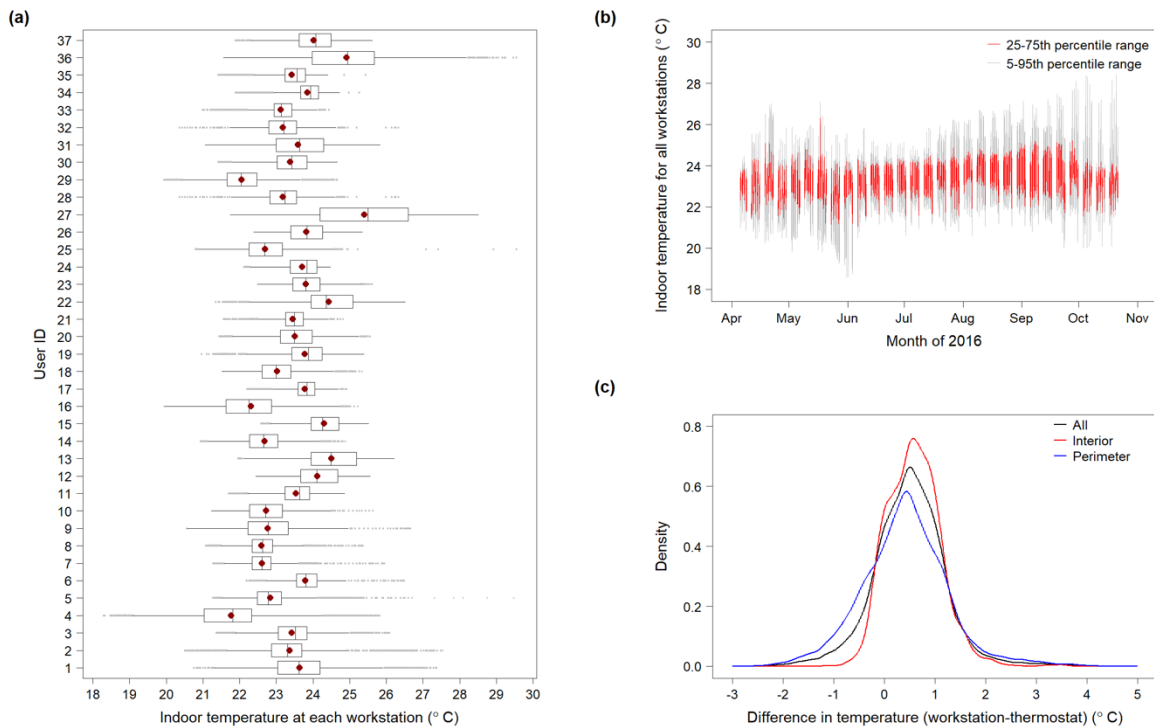 (a)
User ID
37
36
35
34
33
32
31
30
29
28
27
26
25
24
23
22
21
20
19
18
17
16
15
14
13
12
11
10
9
8
7
6
5
4
3
2
1
18 19 20 21 22 23 24 25 26 27 28 29 30
Indoor temperature at each workstation (° C)
(b)
Indoor temperature for all workstations (° C)
30
28
26
24
22
20
18
25-75th percentile range
5-95th percentile range
Apr May Jun Jul Aug Sep Oct Nov
Month of 2016
(c)
Density
0.8
0.6
0.4
0.2
0.0
All
Interior
Perimeter
-3 -2 -1 0 1 2 3 4 5
Difference in temperature (workstation-thermostat) (° C)